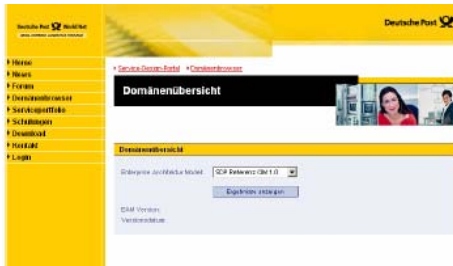 Deutsche Post World Net
Deutsche Post
Home
News
Forum
Domänenbrowser
Serviceportfolio
Schulungen
Download
Kontakt
Login
Service-Design-Portal Domänenbrowser
Domänenübersicht
Domänenübersicht
Enterprise Architektur Modell: SOP Referenz CIM 1.0
Ergebnisse anzeigen
EAM Version:
Versionsdatum: